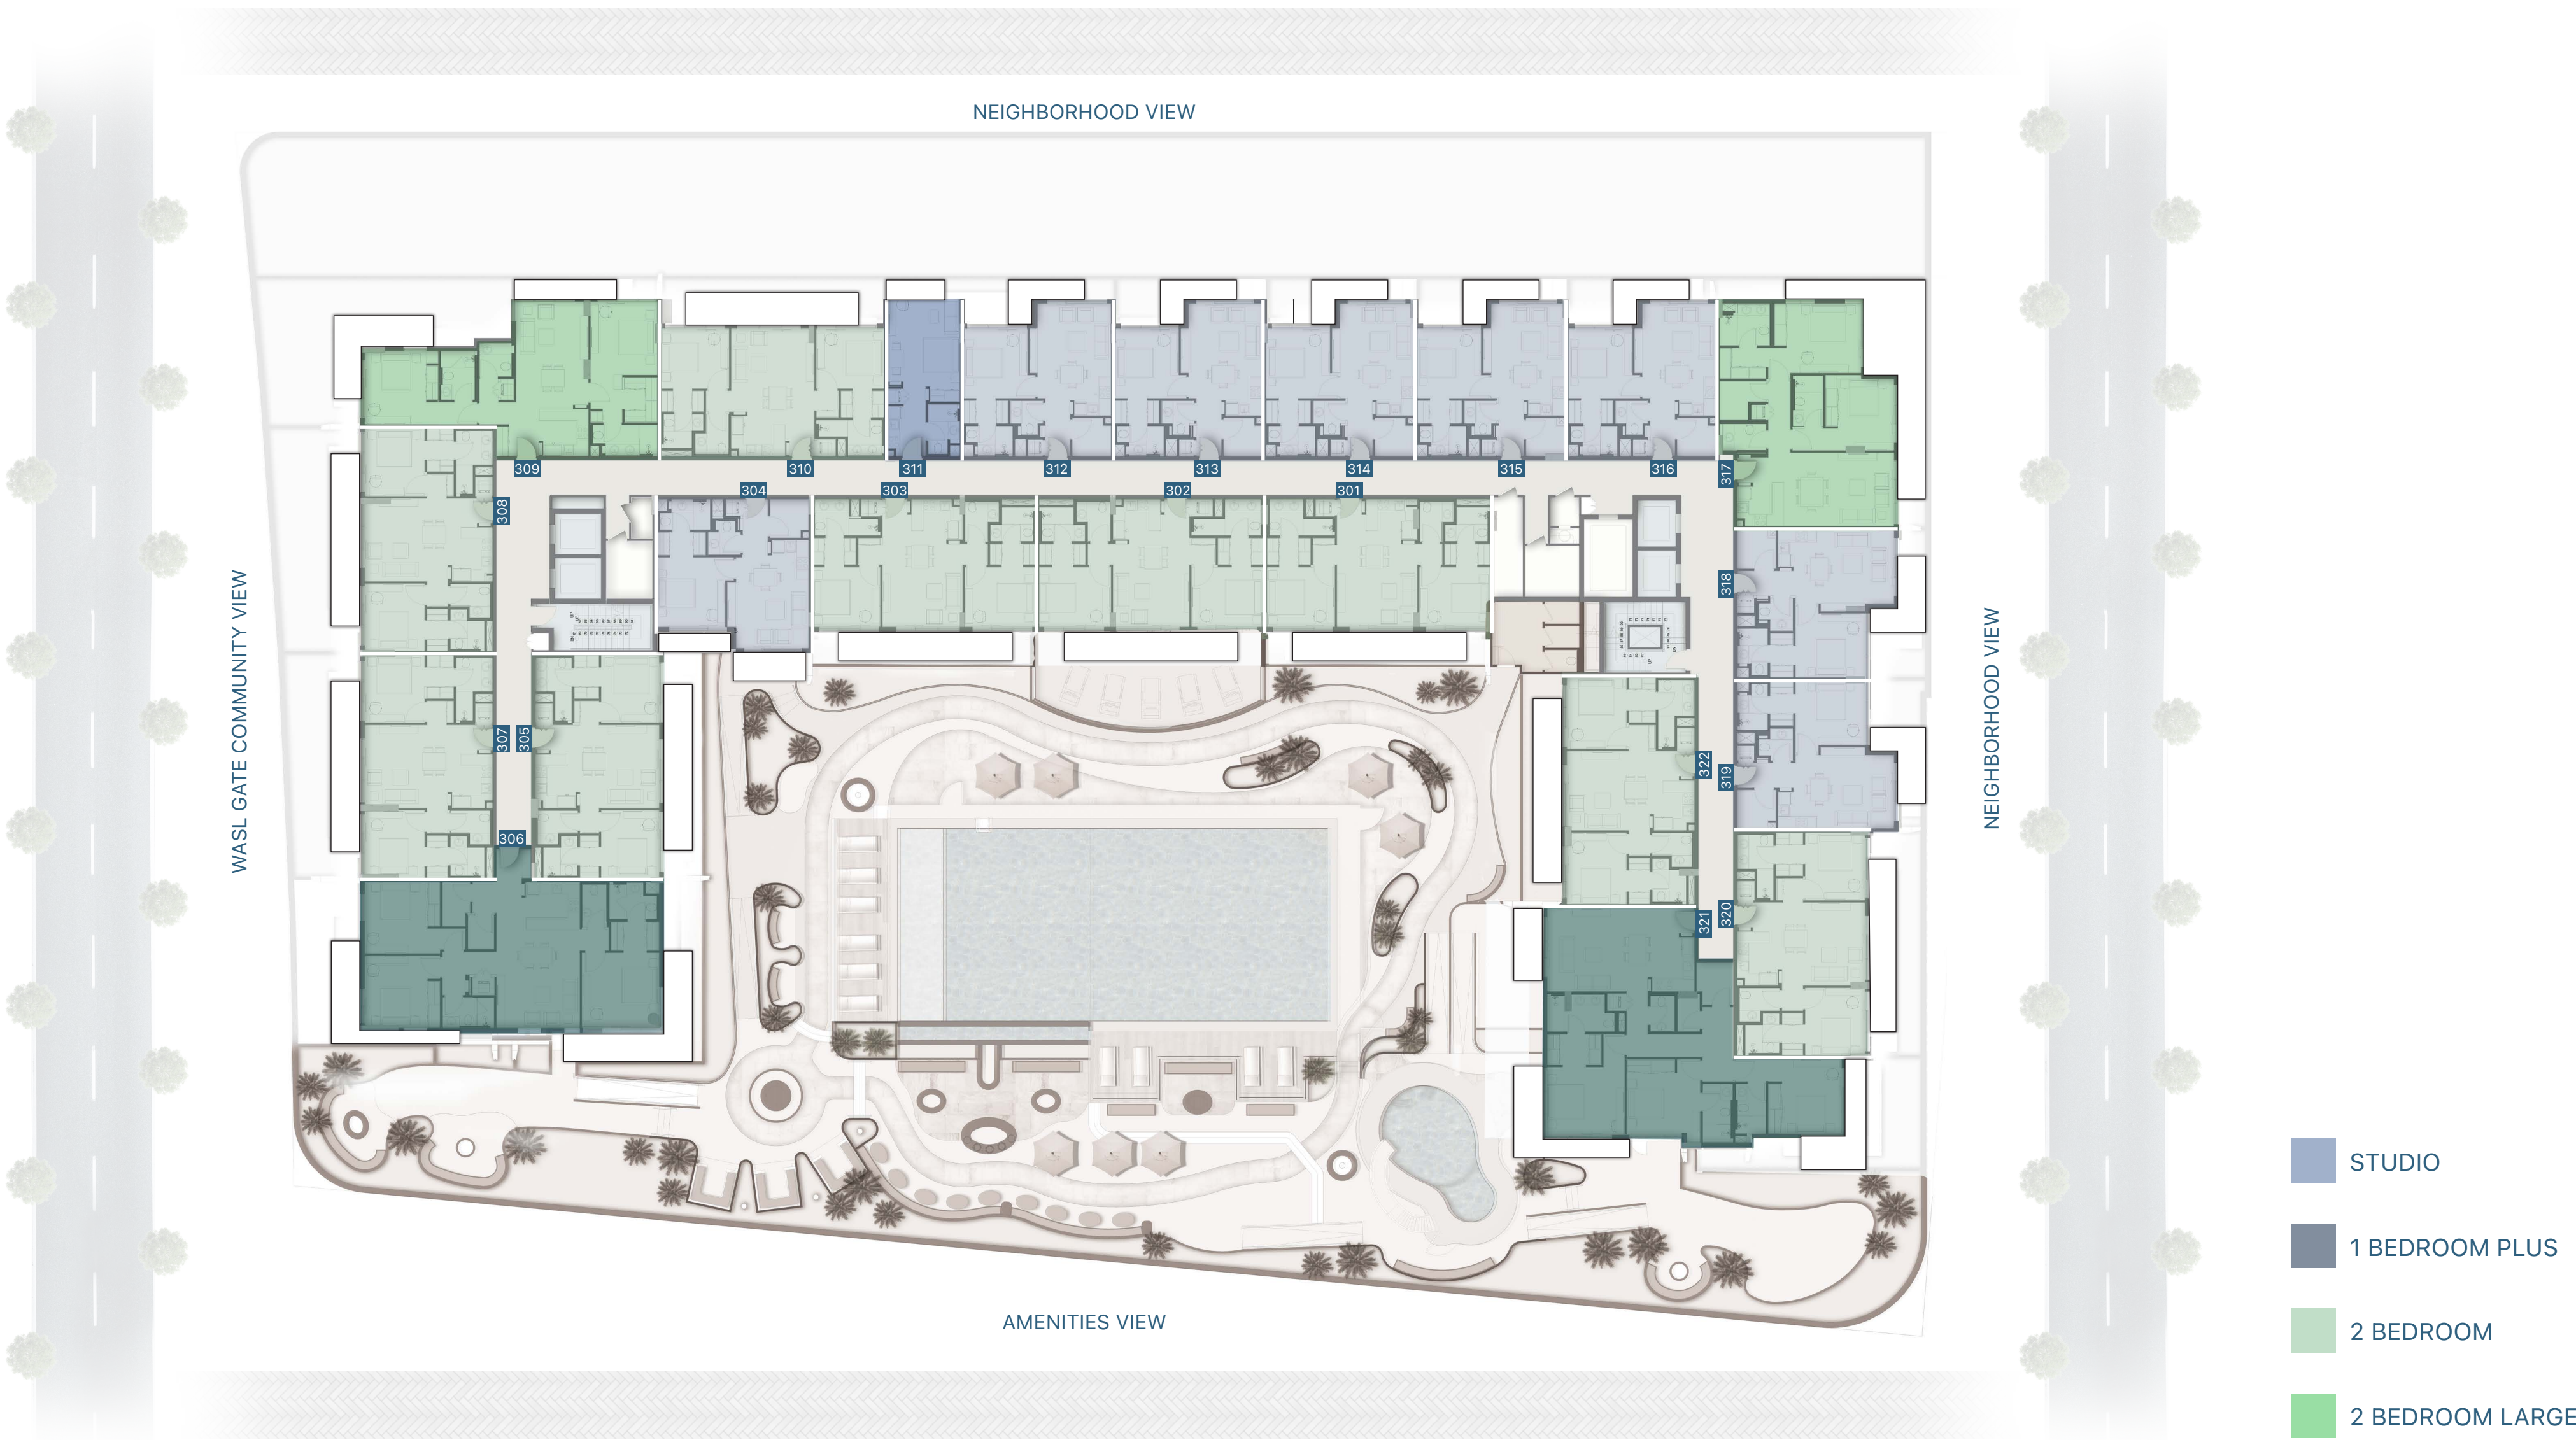 NEIGHBORHOOD VIEW
309
310
311
312
313
314
315
316
317
304
303
302
301
308
318
WASL GATE COMMUNITY VIEW
NEIGHBORHOOD VIEW
307
305
322
319
306
321
320
STUDIO
1 BEDROOM PLUS
2 BEDROOM
AMENITIES VIEW
2 BEDROOM LARGE